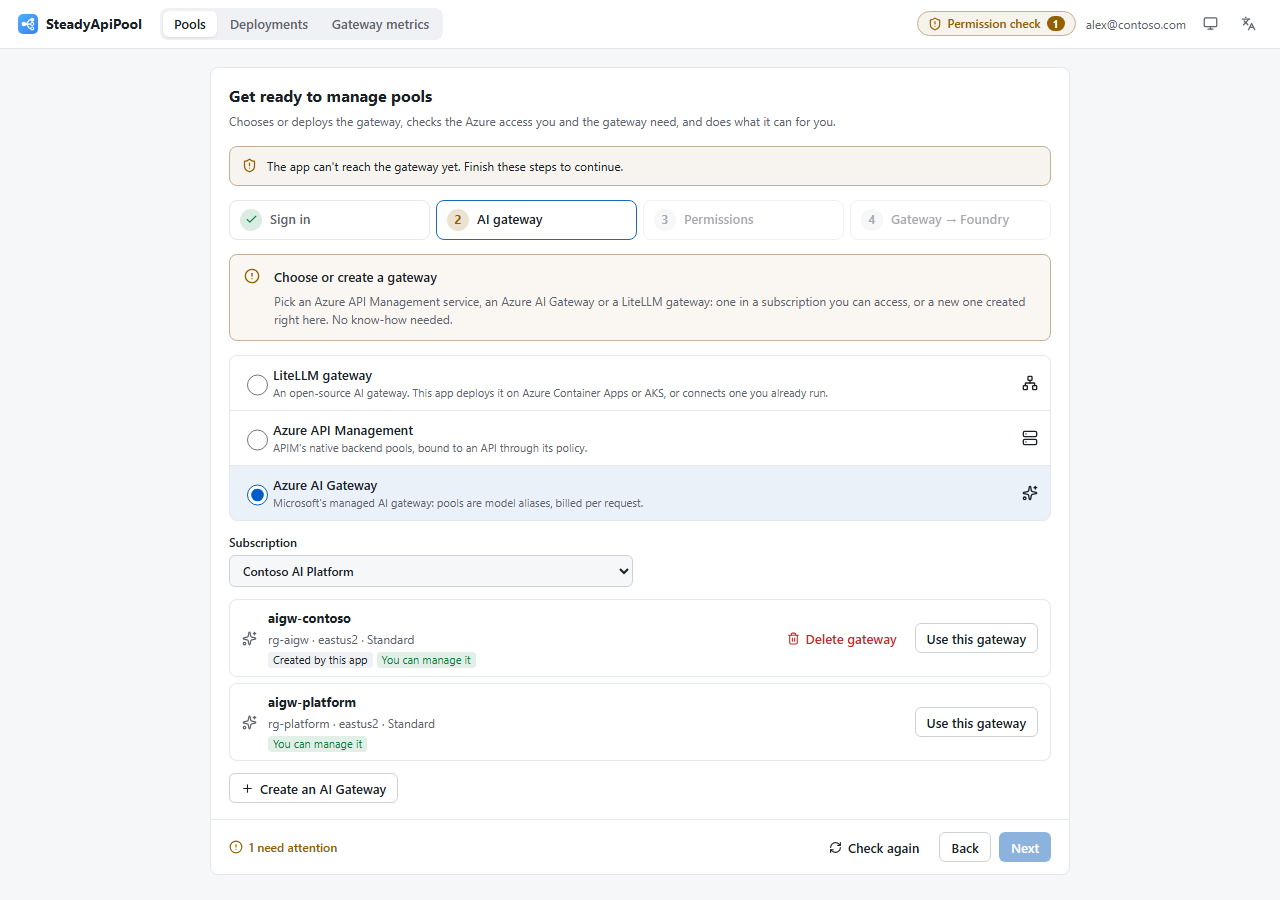 SteadyApiPool
Pools
Deployments
Gateway metrics
Permission check 1
alex@contoso.com
Get ready to manage pools
Chooses or deploys the gateway, checks the Azure access you and the gateway need, and does what it can for you.
The app can't reach the gateway yet. Finish these steps to continue.
Sign in
2 AI gateway
3 Permissions
4 Gateway → Foundry
Choose or create a gateway
Pick an Azure API Management service, an Azure AI Gateway or a LiteLLM gateway: one in a subscription you can access, or a new one created
right here. No know-how needed.
LiteLLM gateway
An open-source AI gateway. This app deploys it on Azure Container Apps or AKS, or connects one you already run.
Azure API Management
APIM's native backend pools, bound to an API through its policy.
Azure AI Gateway
Microsoft's managed AI gateway: pools are model aliases, billed per request.
Subscription
Contoso AI Platform
aigw-contoso
rg-aigw · eastus2 · Standard
Created by this app
You can manage it
Delete gateway
Use this gateway
aigw-platform
rg-platform · eastus2 · Standard
You can manage it
Use this gateway
+ Create an AI Gateway
1 need attention
Check again
Back
Next